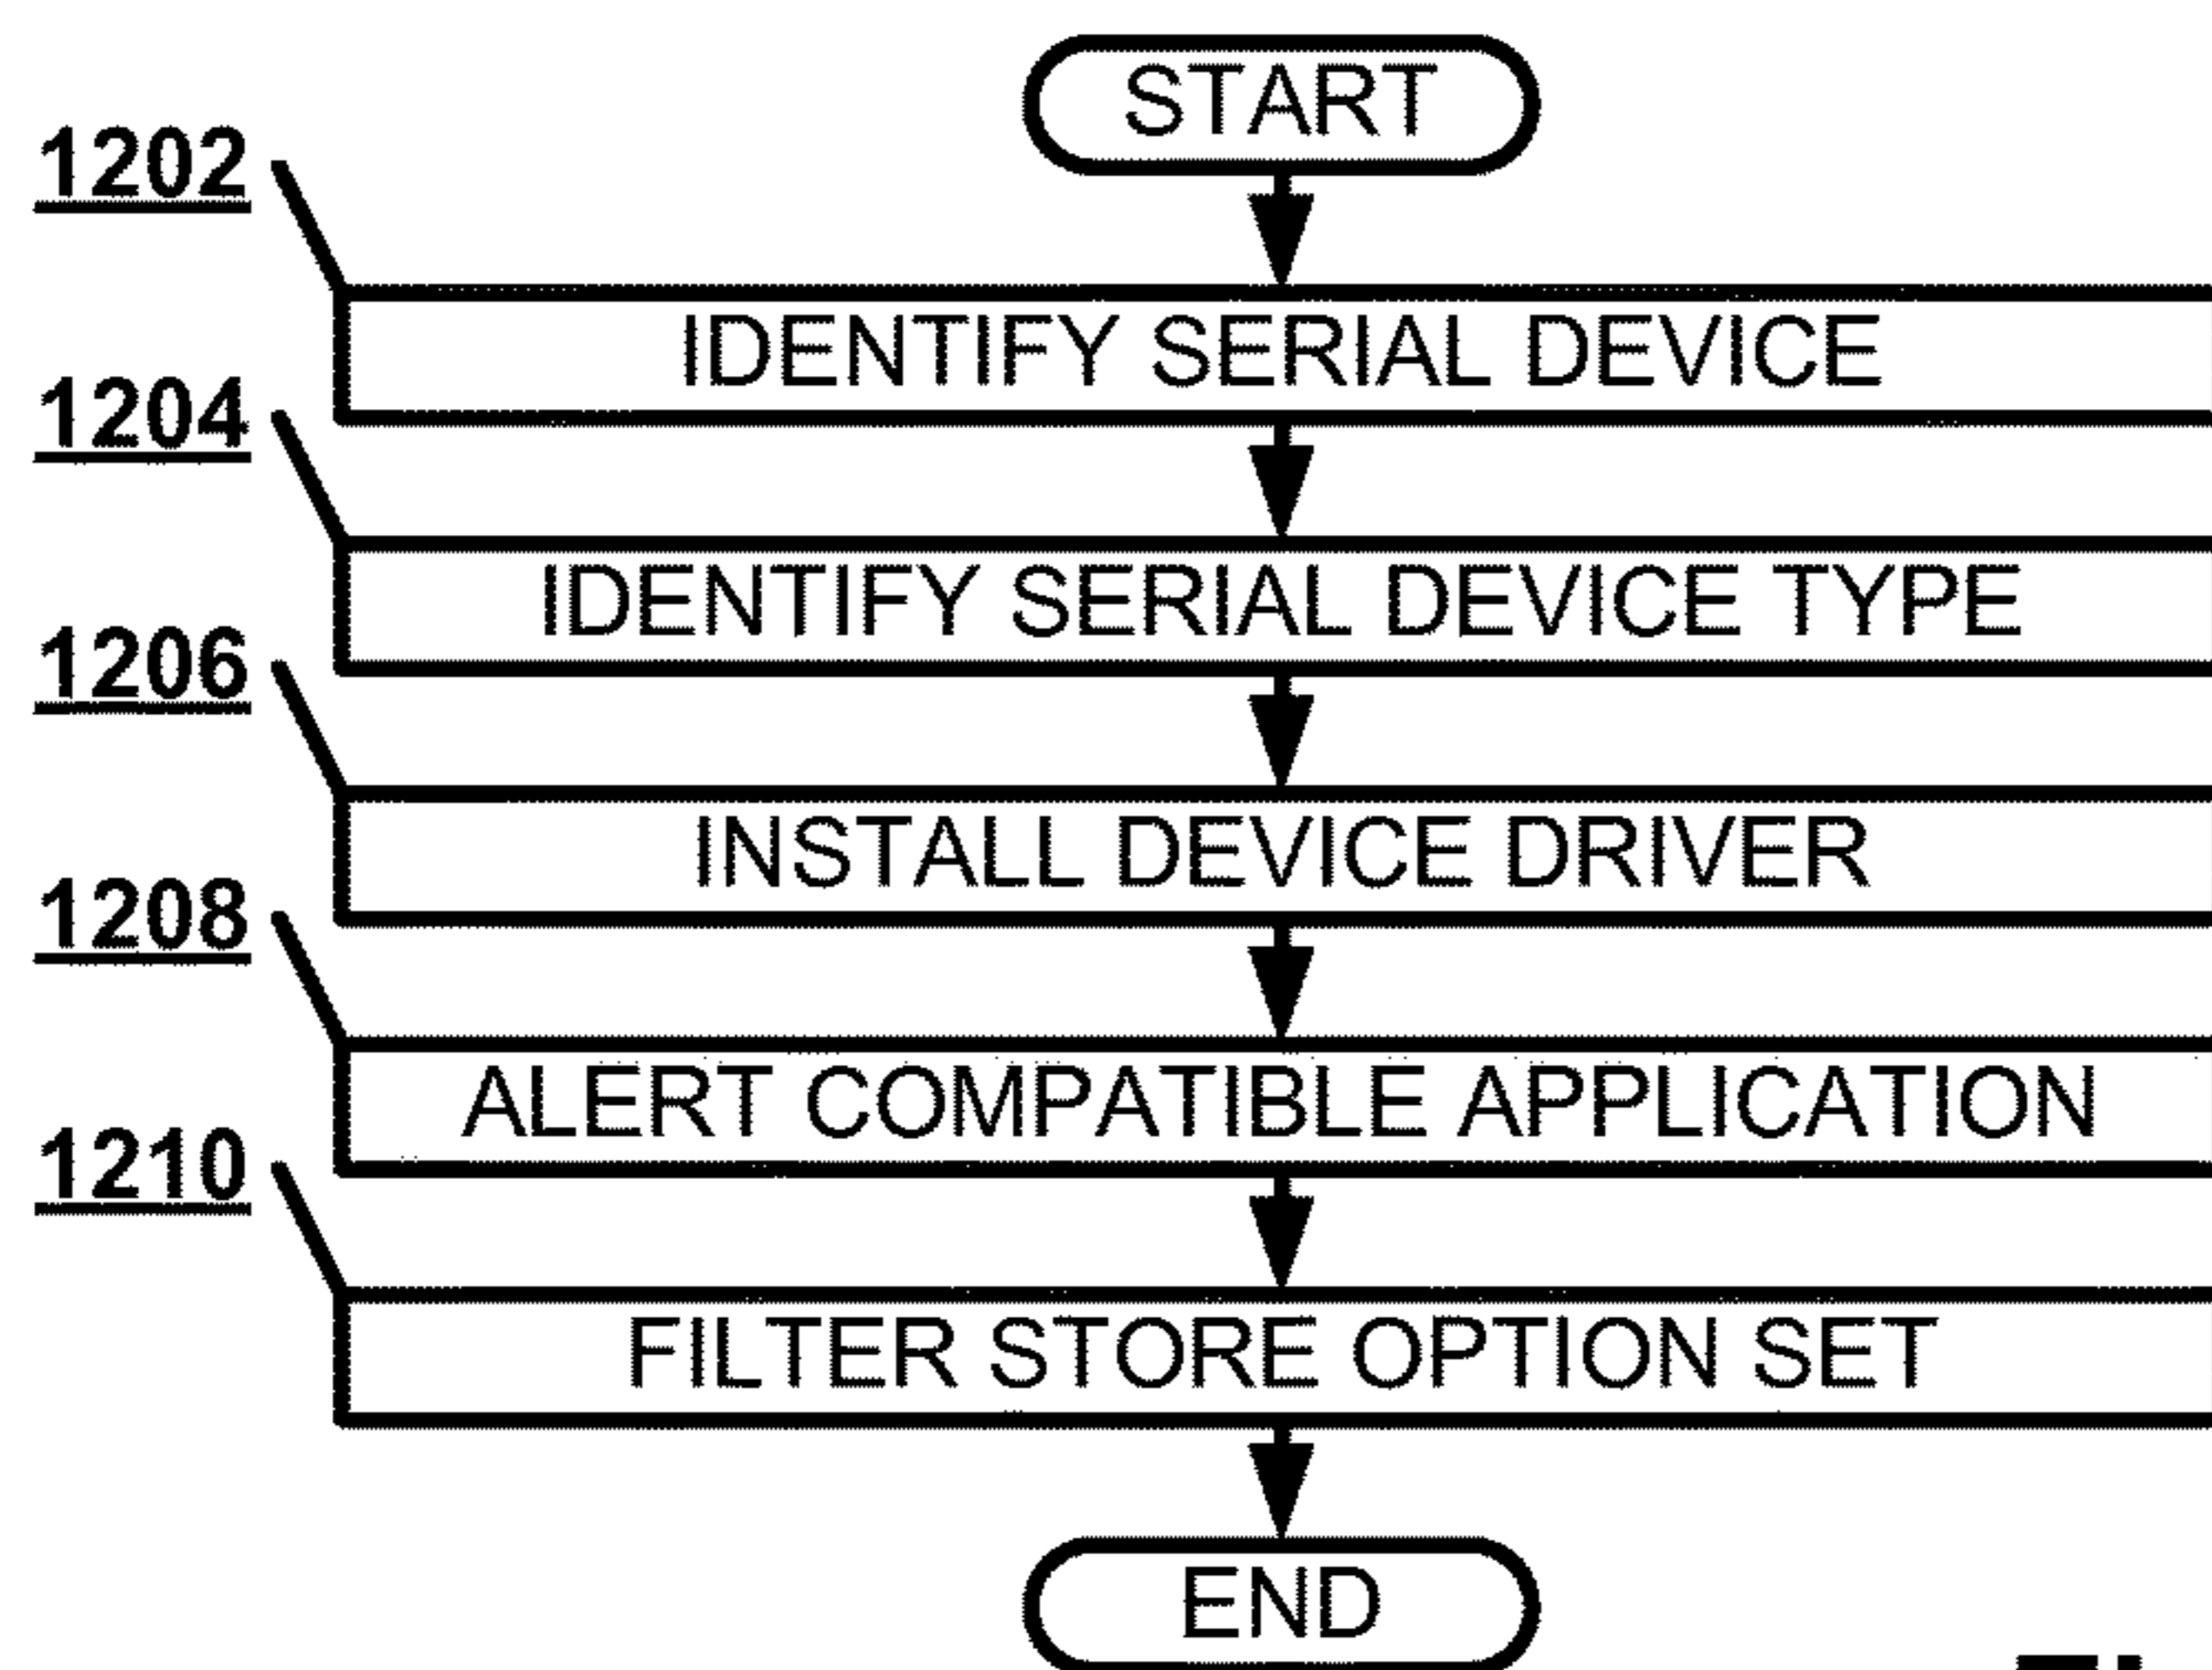 START
1202
IDENTIFY SERIAL DEVICE
1204
IDENTIFY SERIAL DEVICE TYPE
1206
INSTALL DEVICE DRIVER
1208
ALERT COMPATIBLE APPLICATION
1210
FILTER STORE OPTION SET
END